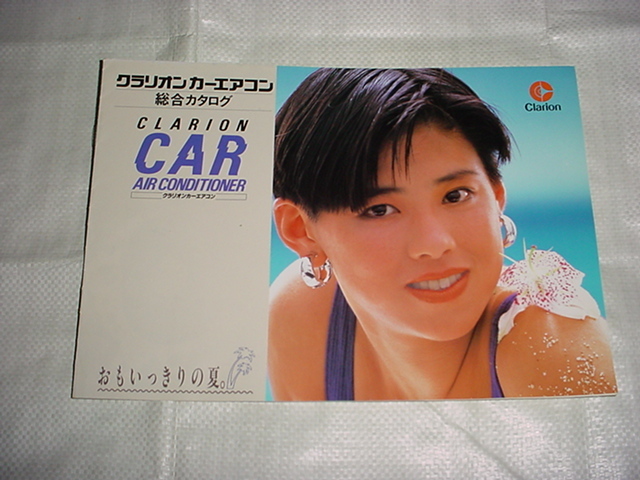 クラリオン カーエアコン
総合カタログ
CLARION
CAR
AIR CONDITIONER
クラリオンカーエアコン
おもいっきりの夏。
Clarion